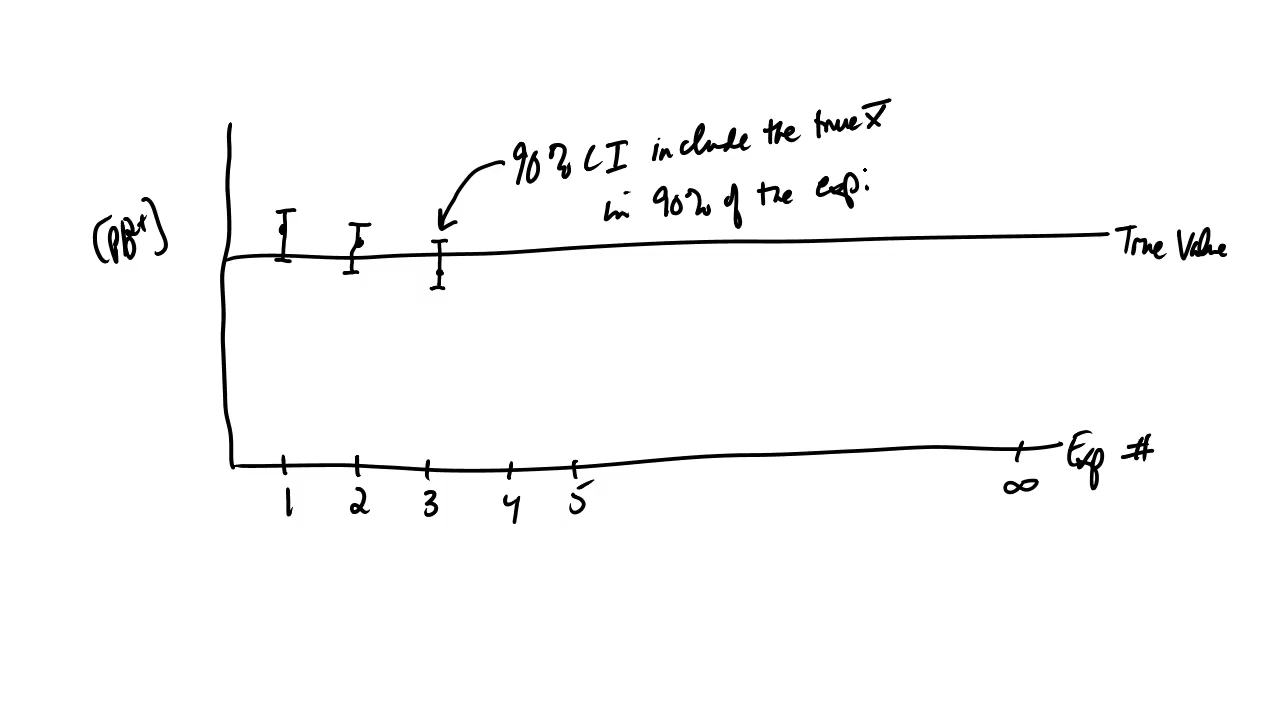 90% CI include the true x̄
in 90% of the exp:
[Pb²⁺]
True Value
Exp #
1 2 3 4 5 ∞